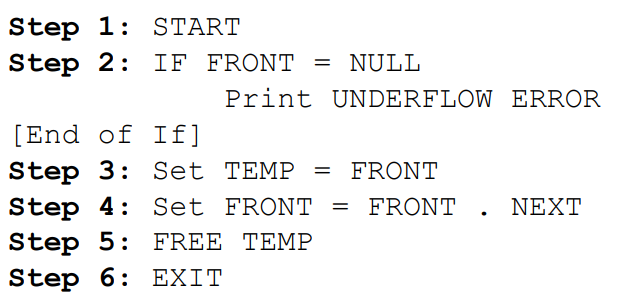 Step 1: START
Step 2: IF FRONT = NULL
Print UNDERFLOW ERROR
[End of If]
Step 3: Set TEMP = FRONT
Step 4: Set FRONT = FRONT . NEXT
Step 5: FREE TEMP
Step 6: EXIT